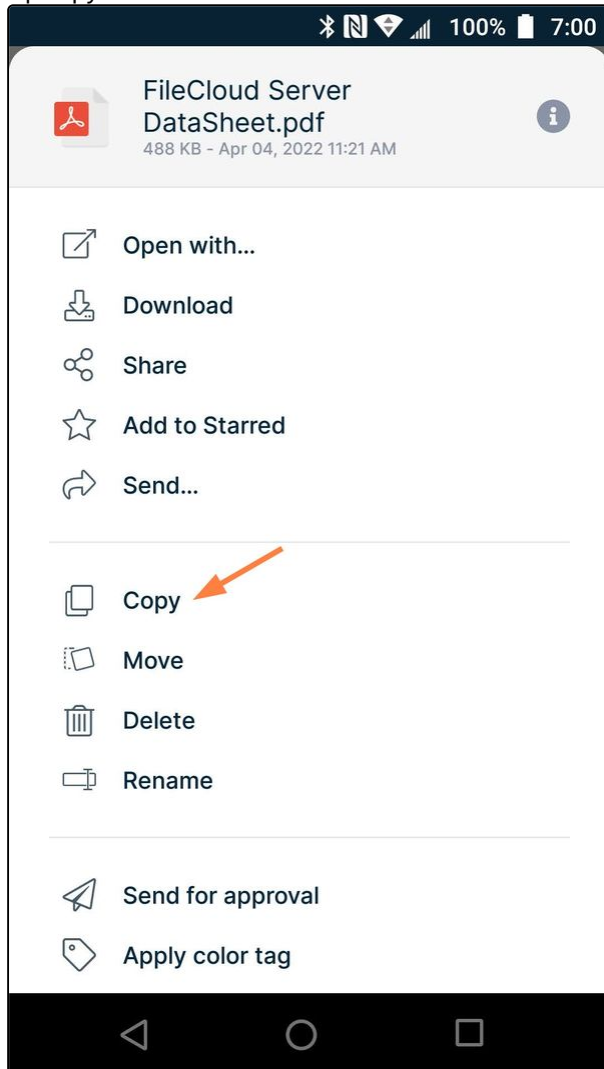 100% 7:00
FileCloud Server
DataSheet.pdf
488 KB - Apr 04, 2022 11:21 AM
Open with...
Download
Share
Add to Starred
Send...
Copy
Move
Delete
Rename
Send for approval
Apply color tag